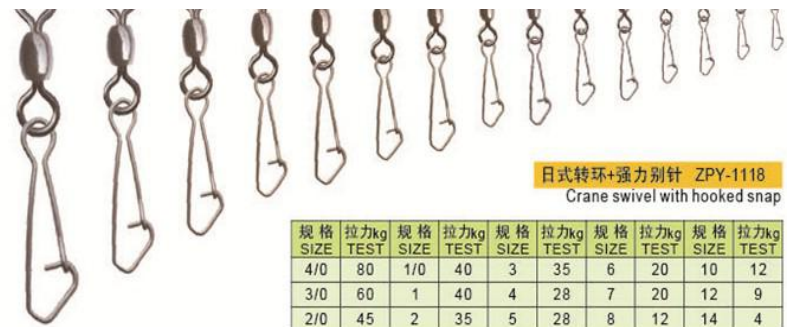 日式转环+强力别针 ZPY-1118
Crane swivel with hooked snap
规格 拉力kg 规格 拉力kg 规格 拉力kg 规格 拉力kg 规格 拉力kg
SIZE TEST SIZE TEST SIZE TEST SIZE TEST SIZE TEST
4/0 80 1/0 40 3 35 6 20 10 12
3/0 60 1 40 4 28 7 20 12 9
2/0 45 2 35 5 28 8 12 14 4